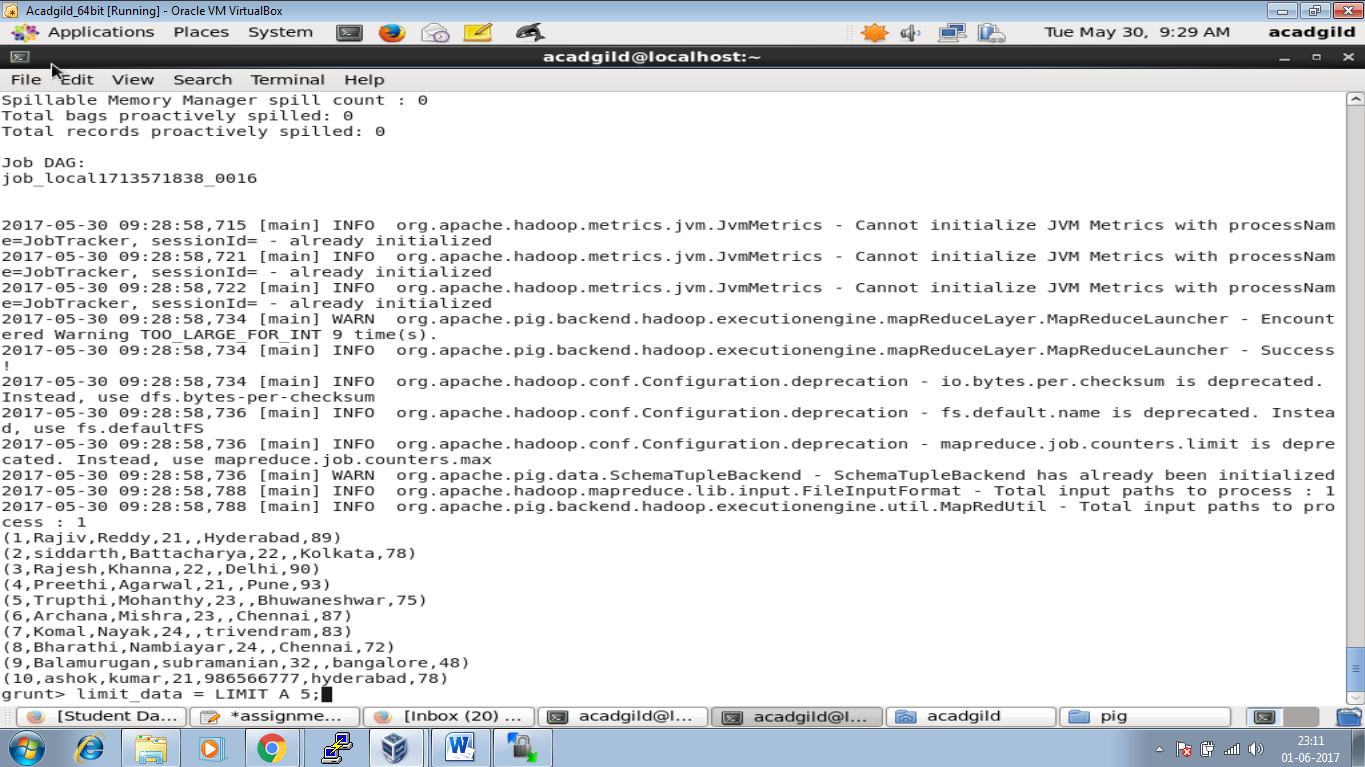 Acadgild_64bit [Running] - Oracle VM VirtualBox
Applications Places System Tue May 30, 9:29 AM acadgild
acadgild@localhost:~
File Edit View Search Terminal Help
Spillable Memory Manager spill count : 0
Total bags proactively spilled: 0
Total records proactively spilled: 0
Job DAG:
job_local1713571838_0016
2017-05-30 09:28:58,715 [main] INFO  org.apache.hadoop.metrics.jvm.JvmMetrics - Cannot initialize JVM Metrics with processNam
e=JobTracker, sessionId= - already initialized
2017-05-30 09:28:58,721 [main] INFO  org.apache.hadoop.metrics.jvm.JvmMetrics - Cannot initialize JVM Metrics with processNam
e=JobTracker, sessionId= - already initialized
2017-05-30 09:28:58,722 [main] INFO  org.apache.hadoop.metrics.jvm.JvmMetrics - Cannot initialize JVM Metrics with processNam
e=JobTracker, sessionId= - already initialized
2017-05-30 09:28:58,734 [main] WARN  org.apache.pig.backend.hadoop.executionengine.mapReduceLayer.MapReduceLauncher - Encount
ered Warning TOO_LARGE_FOR_INT 9 time(s).
2017-05-30 09:28:58,734 [main] INFO  org.apache.pig.backend.hadoop.executionengine.mapReduceLayer.MapReduceLauncher - Success
!
2017-05-30 09:28:58,734 [main] INFO  org.apache.hadoop.conf.Configuration.deprecation - io.bytes.per.checksum is deprecated.
Instead, use dfs.bytes-per-checksum
2017-05-30 09:28:58,736 [main] INFO  org.apache.hadoop.conf.Configuration.deprecation - fs.default.name is deprecated. Instea
d, use fs.defaultFS
2017-05-30 09:28:58,736 [main] INFO  org.apache.hadoop.conf.Configuration.deprecation - mapreduce.job.counters.limit is depre
cated. Instead, use mapreduce.job.counters.max
2017-05-30 09:28:58,736 [main] WARN  org.apache.pig.data.SchemaTupleBackend - SchemaTupleBackend has already been initialized
2017-05-30 09:28:58,788 [main] INFO  org.apache.hadoop.mapreduce.lib.input.FileInputFormat - Total input paths to process : 1
2017-05-30 09:28:58,788 [main] INFO  org.apache.pig.backend.hadoop.executionengine.util.MapRedUtil - Total input paths to pro
cess : 1
(1,Rajiv,Reddy,21,,Hyderabad,89)
(2,siddarth,Battacharya,22,,Kolkata,78)
(3,Rajesh,Khanna,22,,Delhi,90)
(4,Preethi,Agarwal,21,,Pune,93)
(5,Trupthi,Mohanthy,23,,Bhuwaneshwar,75)
(6,Archana,Mishra,23,,Chennai,87)
(7,Komal,Nayak,24,,trivendram,83)
(8,Bharathi,Nambiayar,24,,Chennai,72)
(9,Balamurugan,subramanian,32,,bangalore,48)
(10,ashok,kumar,21,986566777,hyderabad,78)
grunt> limit_data = LIMIT A 5;
[Student Da... *assignme... [Inbox (20) ... acadgild@l... acadgild@l... acadgild pig
23:11
01-06-2017